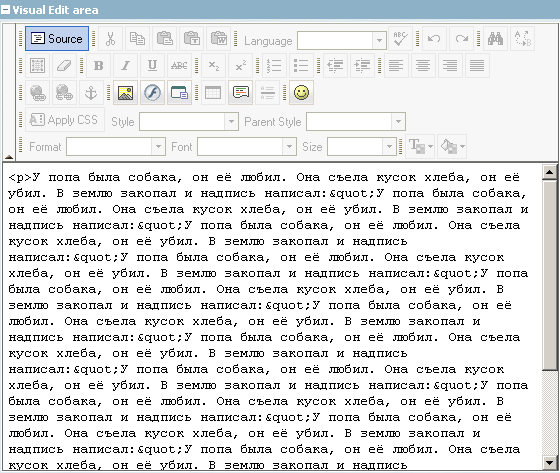 Visual Edit area
Source Language
B I U ABC
Apply CSS Style Parent Style
Format Font Size
<p>У попа была собака, он её любил. Она съела кусок хлеба, он её
убил. В землю закопал и надпись написал:&quot;У попа была собака,
он её любил. Она съела кусок хлеба, он её убил. В землю закопал и
надпись написал:&quot;У попа была собака, он её любил. Она съела
кусок хлеба, он её убил. В землю закопал и надпись
написал:&quot;У попа была собака, он её любил. Она съела кусок
хлеба, он её убил. В землю закопал и надпись написал:&quot;У попа
была собака, он её любил. Она съела кусок хлеба, он её убил. В
землю закопал и надпись написал:&quot;У попа была собака, он её
любил. Она съела кусок хлеба, он её убил. В землю закопал и
надпись написал:&quot;У попа была собака, он её любил. Она съела
кусок хлеба, он её убил. В землю закопал и надпись
написал:&quot;У попа была собака, он её любил. Она съела кусок
хлеба, он её убил. В землю закопал и надпись написал:&quot;У попа
была собака, он её любил. Она съела кусок хлеба, он её убил. В
землю закопал и надпись написал:&quot;У попа была собака, он её
любил. Она съела кусок хлеба, он её убил. В землю закопал и
надпись написал:&quot;У попа была собака, он её любил. Она съела
кусок хлеба, он её убил. В землю закопал и надпись